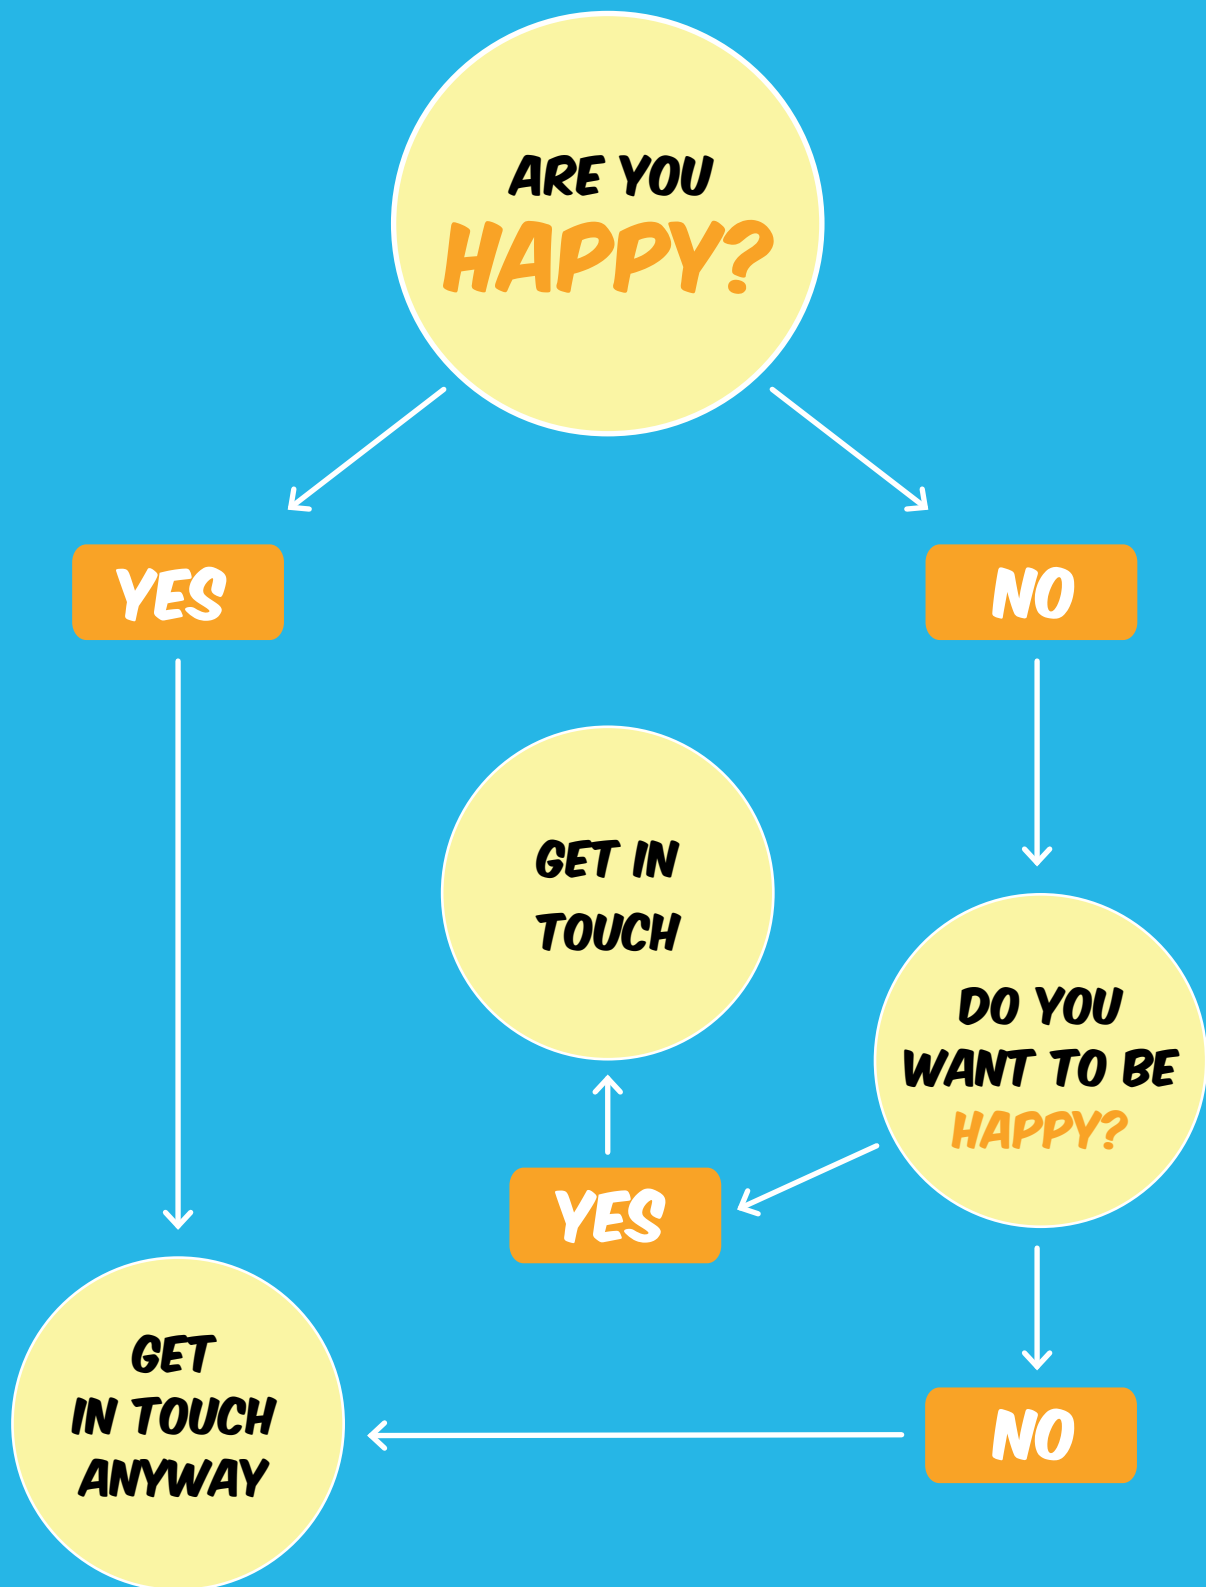 ARE YOU
HAPPY?
YES
NO
GET IN
TOUCH
DO YOU
WANT TO BE
HAPPY?
YES
GET
IN TOUCH
ANYWAY
NO